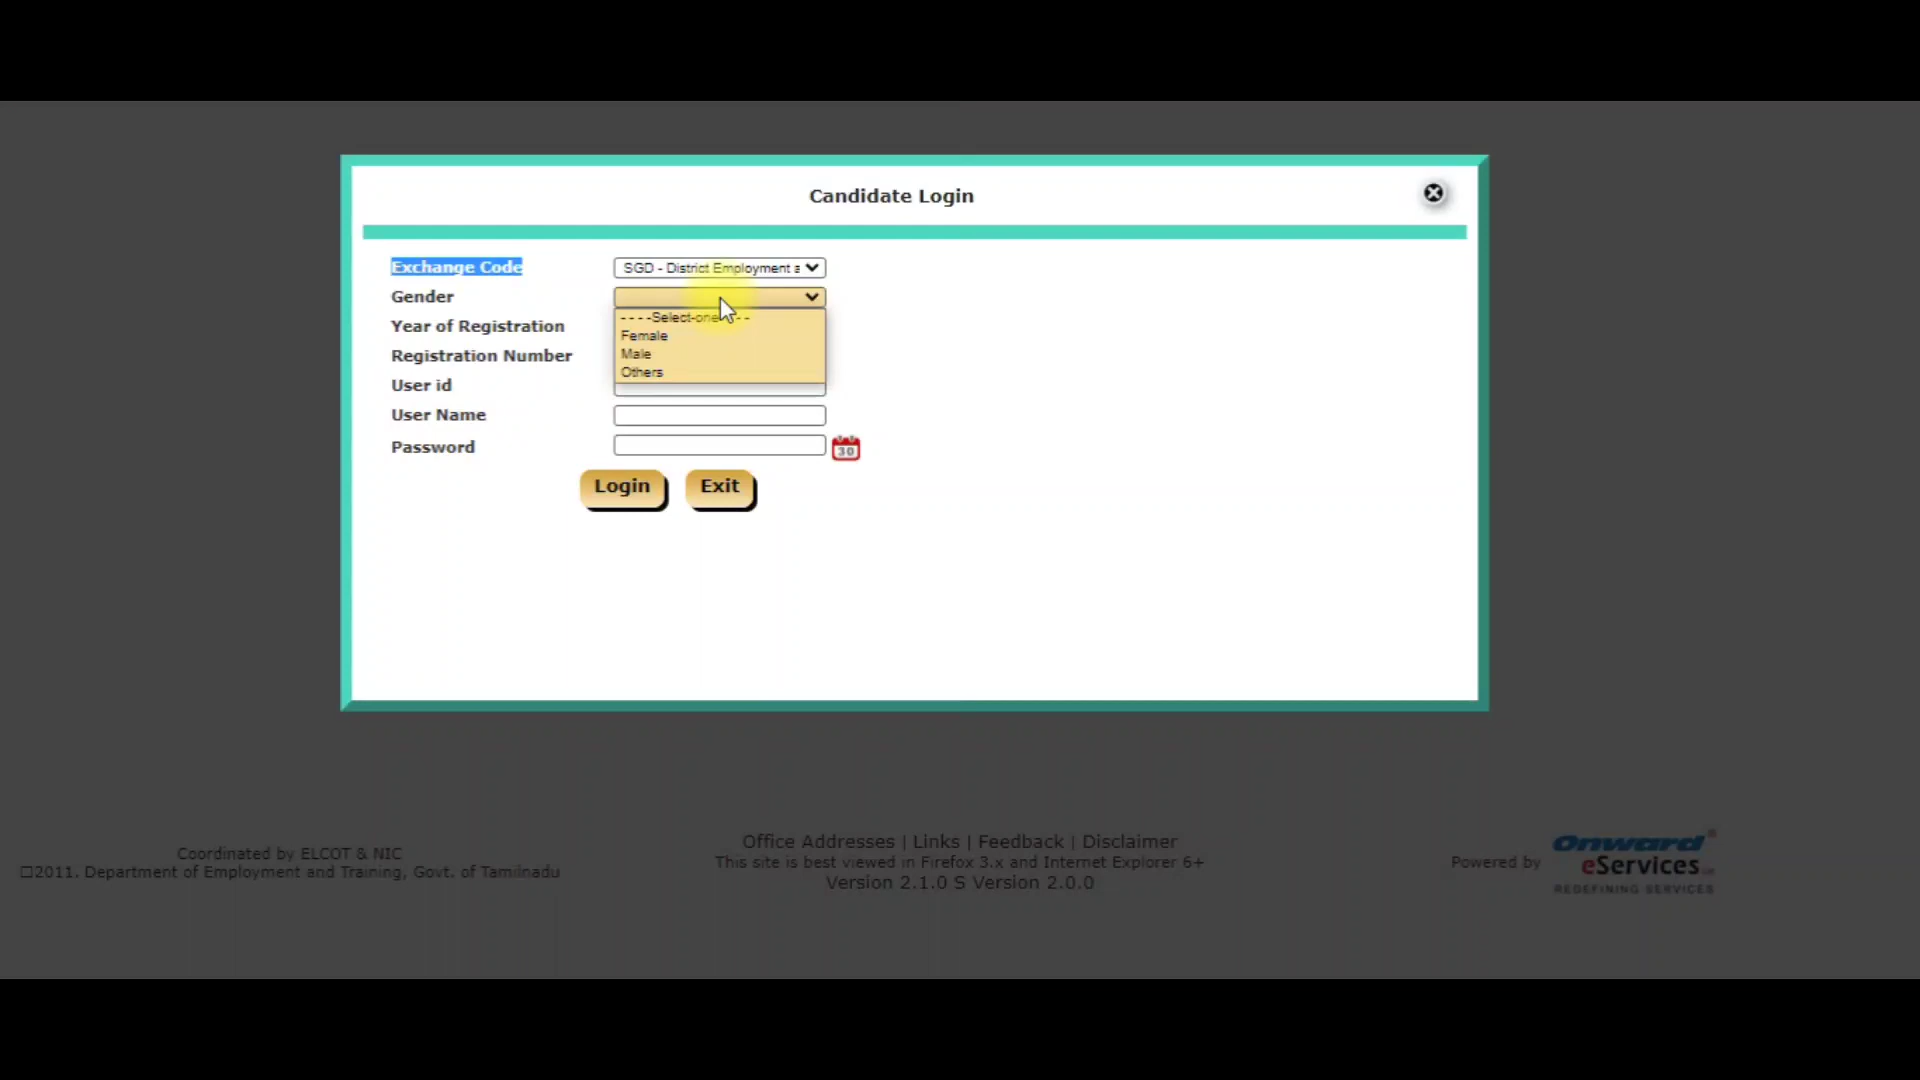 Candidate Login
Exchange Code SGD - District Employment a
Gender
- - - -Select-one- - - -
Year of Registration
Female
Registration Number
Male
Others
User id
User Name
Password 30
Login Exit
Coordinated by ELCOT & NIC
□2011. Department of Employment and Training, Govt. of Tamilnadu
Office Addresses | Links | Feedback | Disclaimer
This site is best viewed in Firefox 3.x and Internet Explorer 6+
Version 2.1.0 S Version 2.0.0
Powered by
Onward
eServices
REDEFINING SERVICES